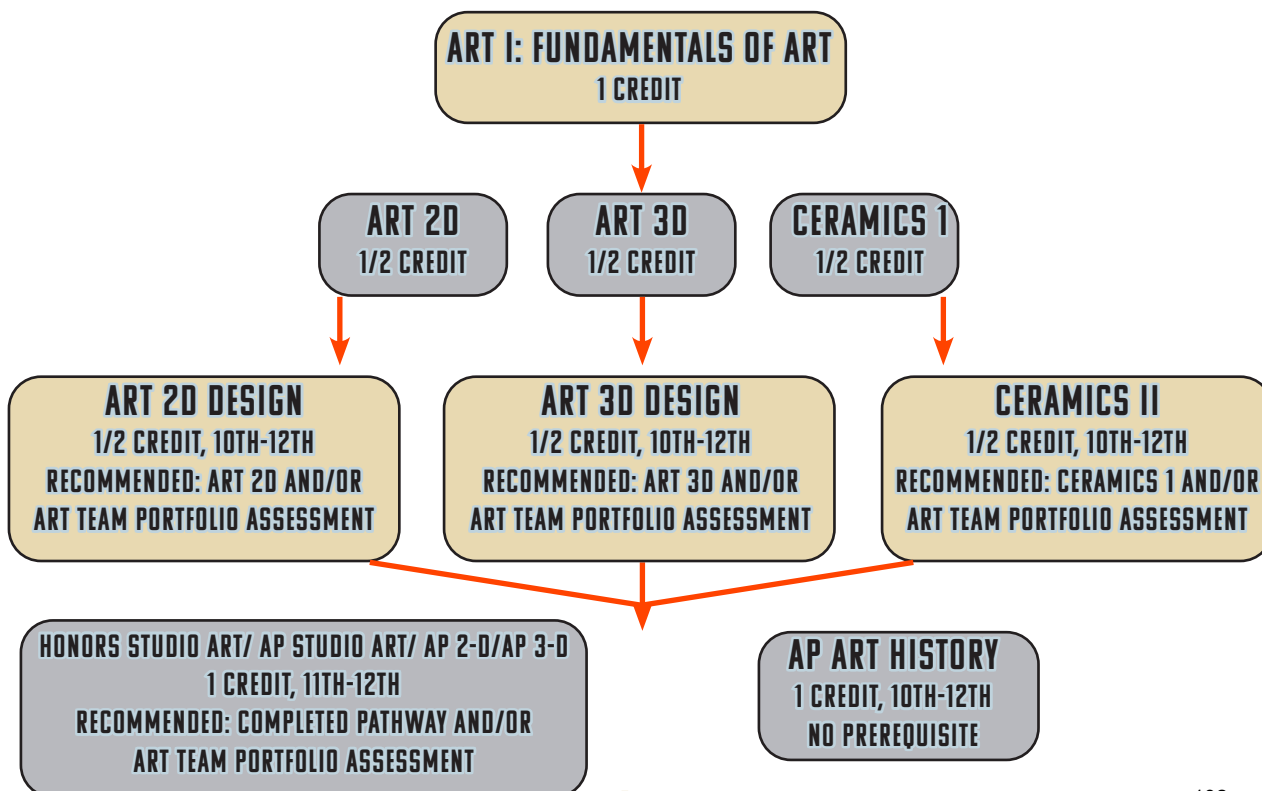 ART I: FUNDAMENTALS OF ART
1 CREDIT
ART 2D
1/2 CREDIT
ART 3D
1/2 CREDIT
CERAMICS 1
1/2 CREDIT
ART 2D DESIGN
1/2 CREDIT, 10TH-12TH
RECOMMENDED: ART 2D AND/OR
ART TEAM PORTFOLIO ASSESSMENT
ART 3D DESIGN
1/2 CREDIT, 10TH-12TH
RECOMMENDED: ART 3D AND/OR
ART TEAM PORTFOLIO ASSESSMENT
CERAMICS II
1/2 CREDIT, 10TH-12TH
RECOMMENDED: CERAMICS 1 AND/OR
ART TEAM PORTFOLIO ASSESSMENT
HONORS STUDIO ART/ AP STUDIO ART/ AP 2-D/AP 3-D
1 CREDIT, 11TH-12TH
RECOMMENDED: COMPLETED PATHWAY AND/OR
ART TEAM PORTFOLIO ASSESSMENT
AP ART HISTORY
1 CREDIT, 10TH-12TH
NO PREREQUISITE